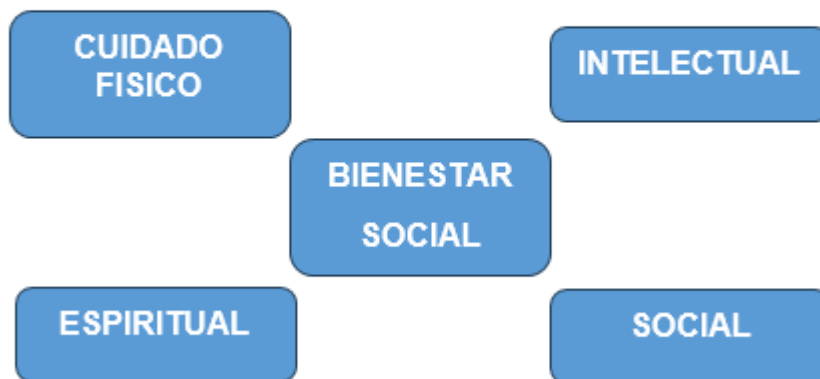 CUIDADO
FISICO
INTELECTUAL
BIENESTAR
SOCIAL
ESPIRITUAL
SOCIAL